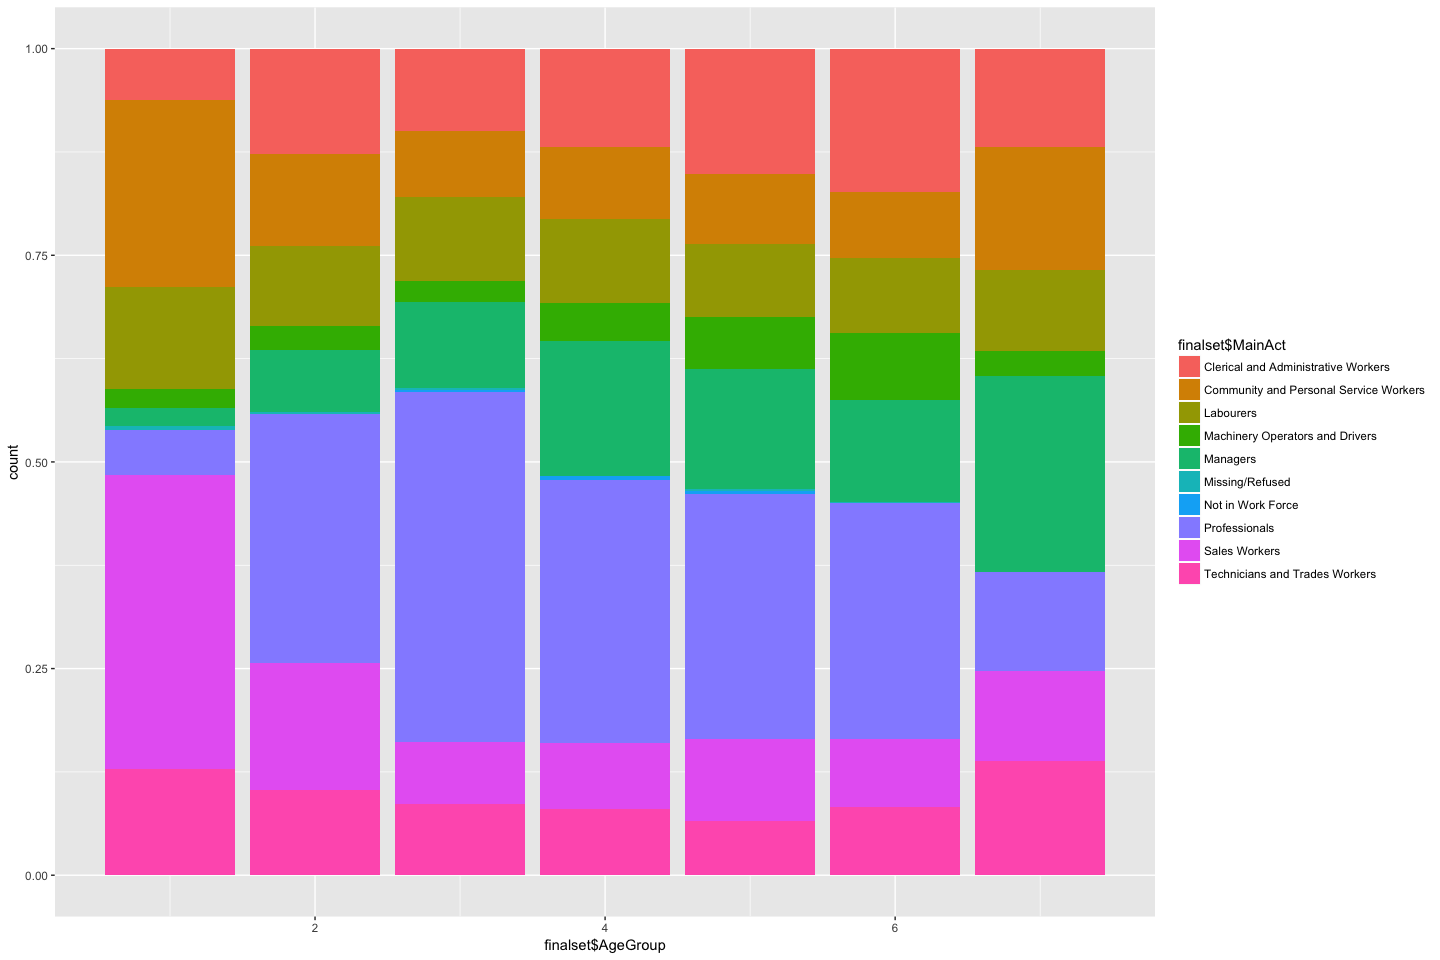 1.00
0.75
0.50
0.25
0.00
count
2
4
6
finalset$AgeGroup
finalset$MainAct
Clerical and Administrative Workers
Community and Personal Service Workers
Labourers
Machinery Operators and Drivers
Managers
Missing/Refused
Not in Work Force
Professionals
Sales Workers
Technicians and Trades Workers